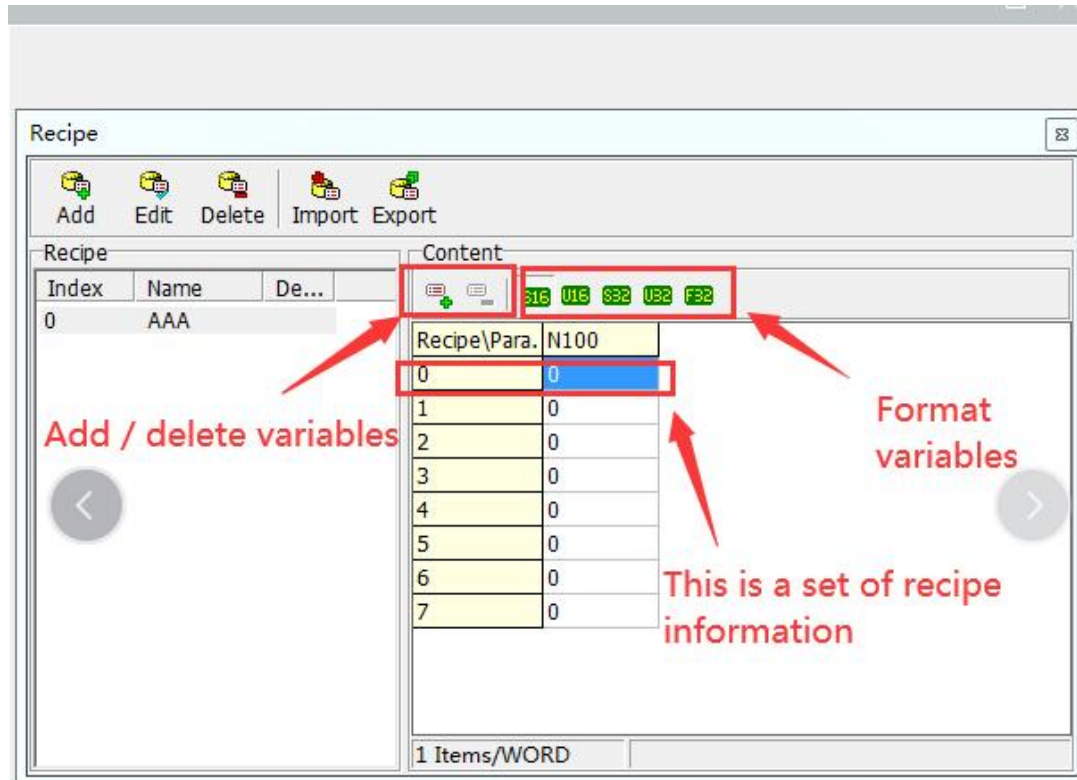 Recipe
Add Edit Delete Import Export
Recipe
Content
Index Name De...
S16 U16 S32 U32 F32
0 AAA
Recipe\Para. N100
0 0
1 0
2 0
3 0
4 0
5 0
6 0
7 0
Add / delete variables
Format
variables
This is a set of recipe
information
1 Items/WORD